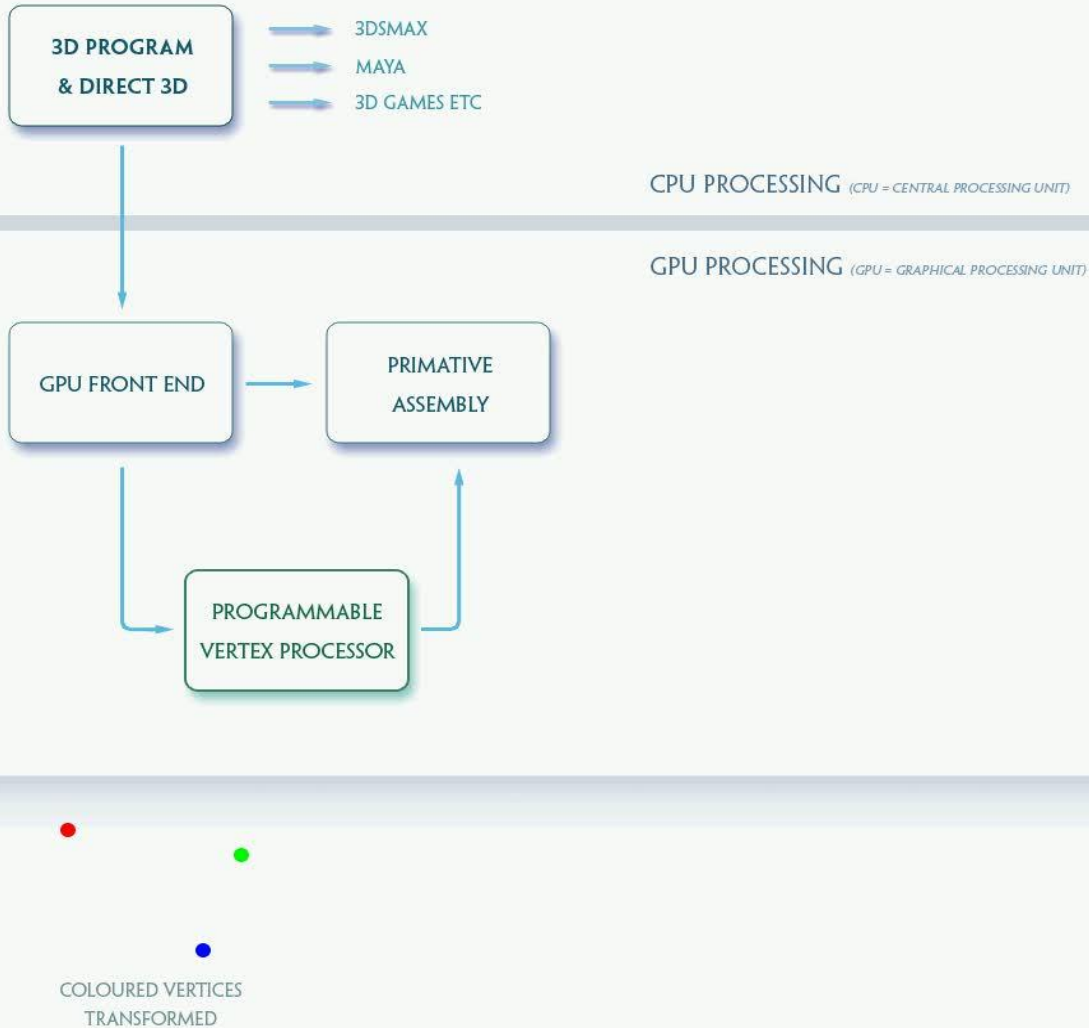 3D PROGRAM
& DIRECT 3D
3DSMAX
MAYA
3D GAMES ETC
CPU PROCESSING (CPU = CENTRAL PROCESSING UNIT)
GPU PROCESSING (GPU = GRAPHICAL PROCESSING UNIT)
GPU FRONT END
PRIMATIVE
ASSEMBLY
PROGRAMMABLE
VERTEX PROCESSOR
COLOURED VERTICES
TRANSFORMED